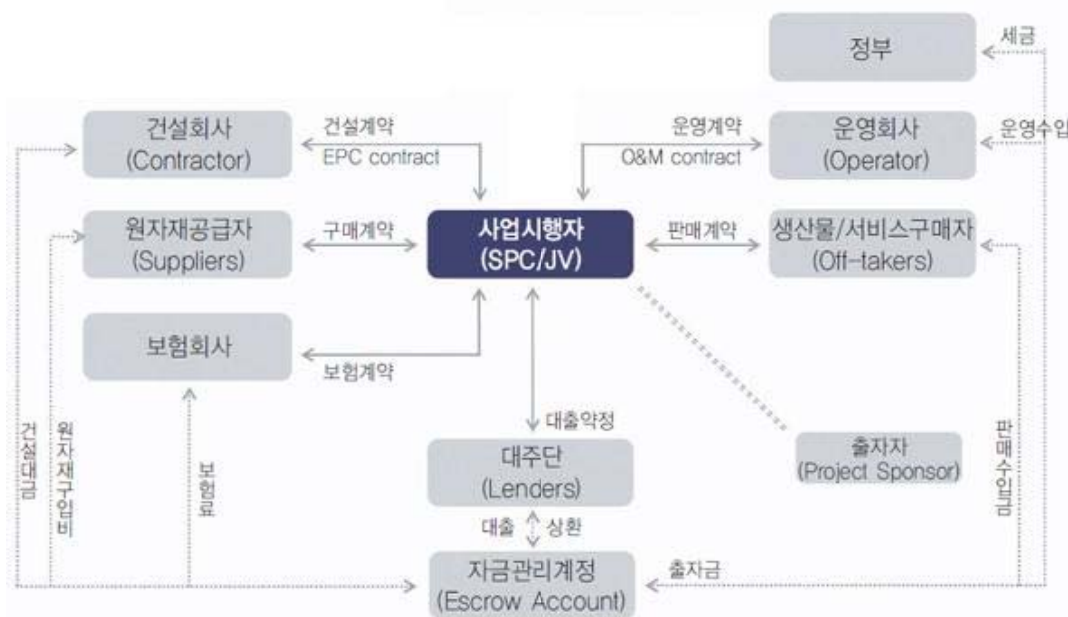 정부
세금
건설회사
(Contractor)
건설계약
EPC contract
운영계약
O&M contract
운영회사
(Operator)
운영수입
원자재공급자
(Suppliers)
구매계약
사업시행자
(SPC/JV)
판매계약
생산물/서비스구매자
(Off-takers)
보험회사
보험계약
대출약정
건설대금
원자재구입비
보험료
대주단
(Lenders)
출자자
(Project Sponsor)
판매수입금
대출
상환
자금관리계정
(Escrow Account)
출자금